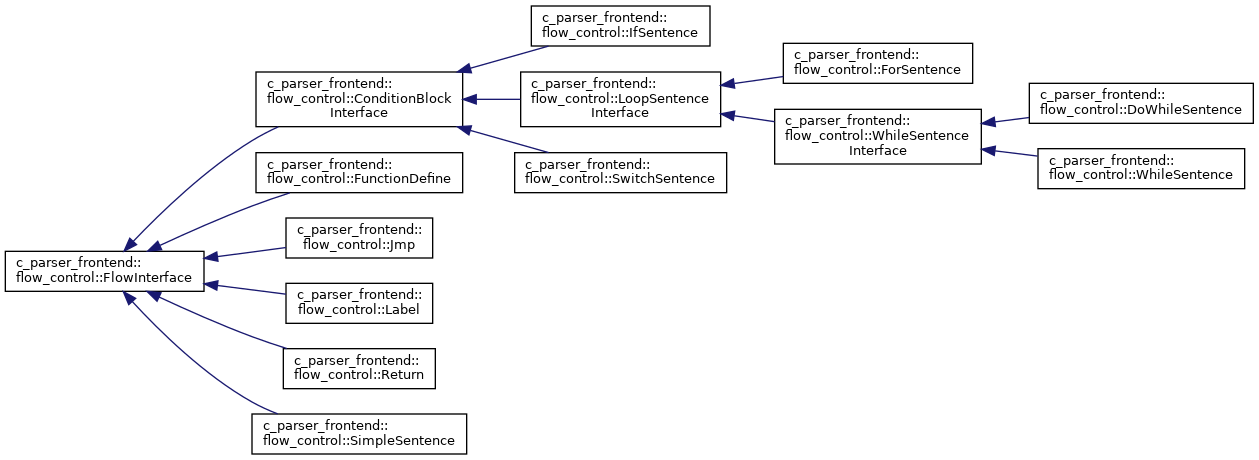 c_parser_frontend::
flow_control::IfSentence
c_parser_frontend::
flow_control::ForSentence
c_parser_frontend::
flow_control::ConditionBlock
Interface
c_parser_frontend::
flow_control::LoopSentence
Interface
c_parser_frontend::
flow_control::DoWhileSentence
c_parser_frontend::
flow_control::WhileSentence
Interface
c_parser_frontend::
flow_control::FunctionDefine
c_parser_frontend::
flow_control::SwitchSentence
c_parser_frontend::
flow_control::WhileSentence
c_parser_frontend::
flow_control::Jmp
c_parser_frontend::
flow_control::FlowInterface
c_parser_frontend::
flow_control::Label
c_parser_frontend::
flow_control::Return
c_parser_frontend::
flow_control::SimpleSentence